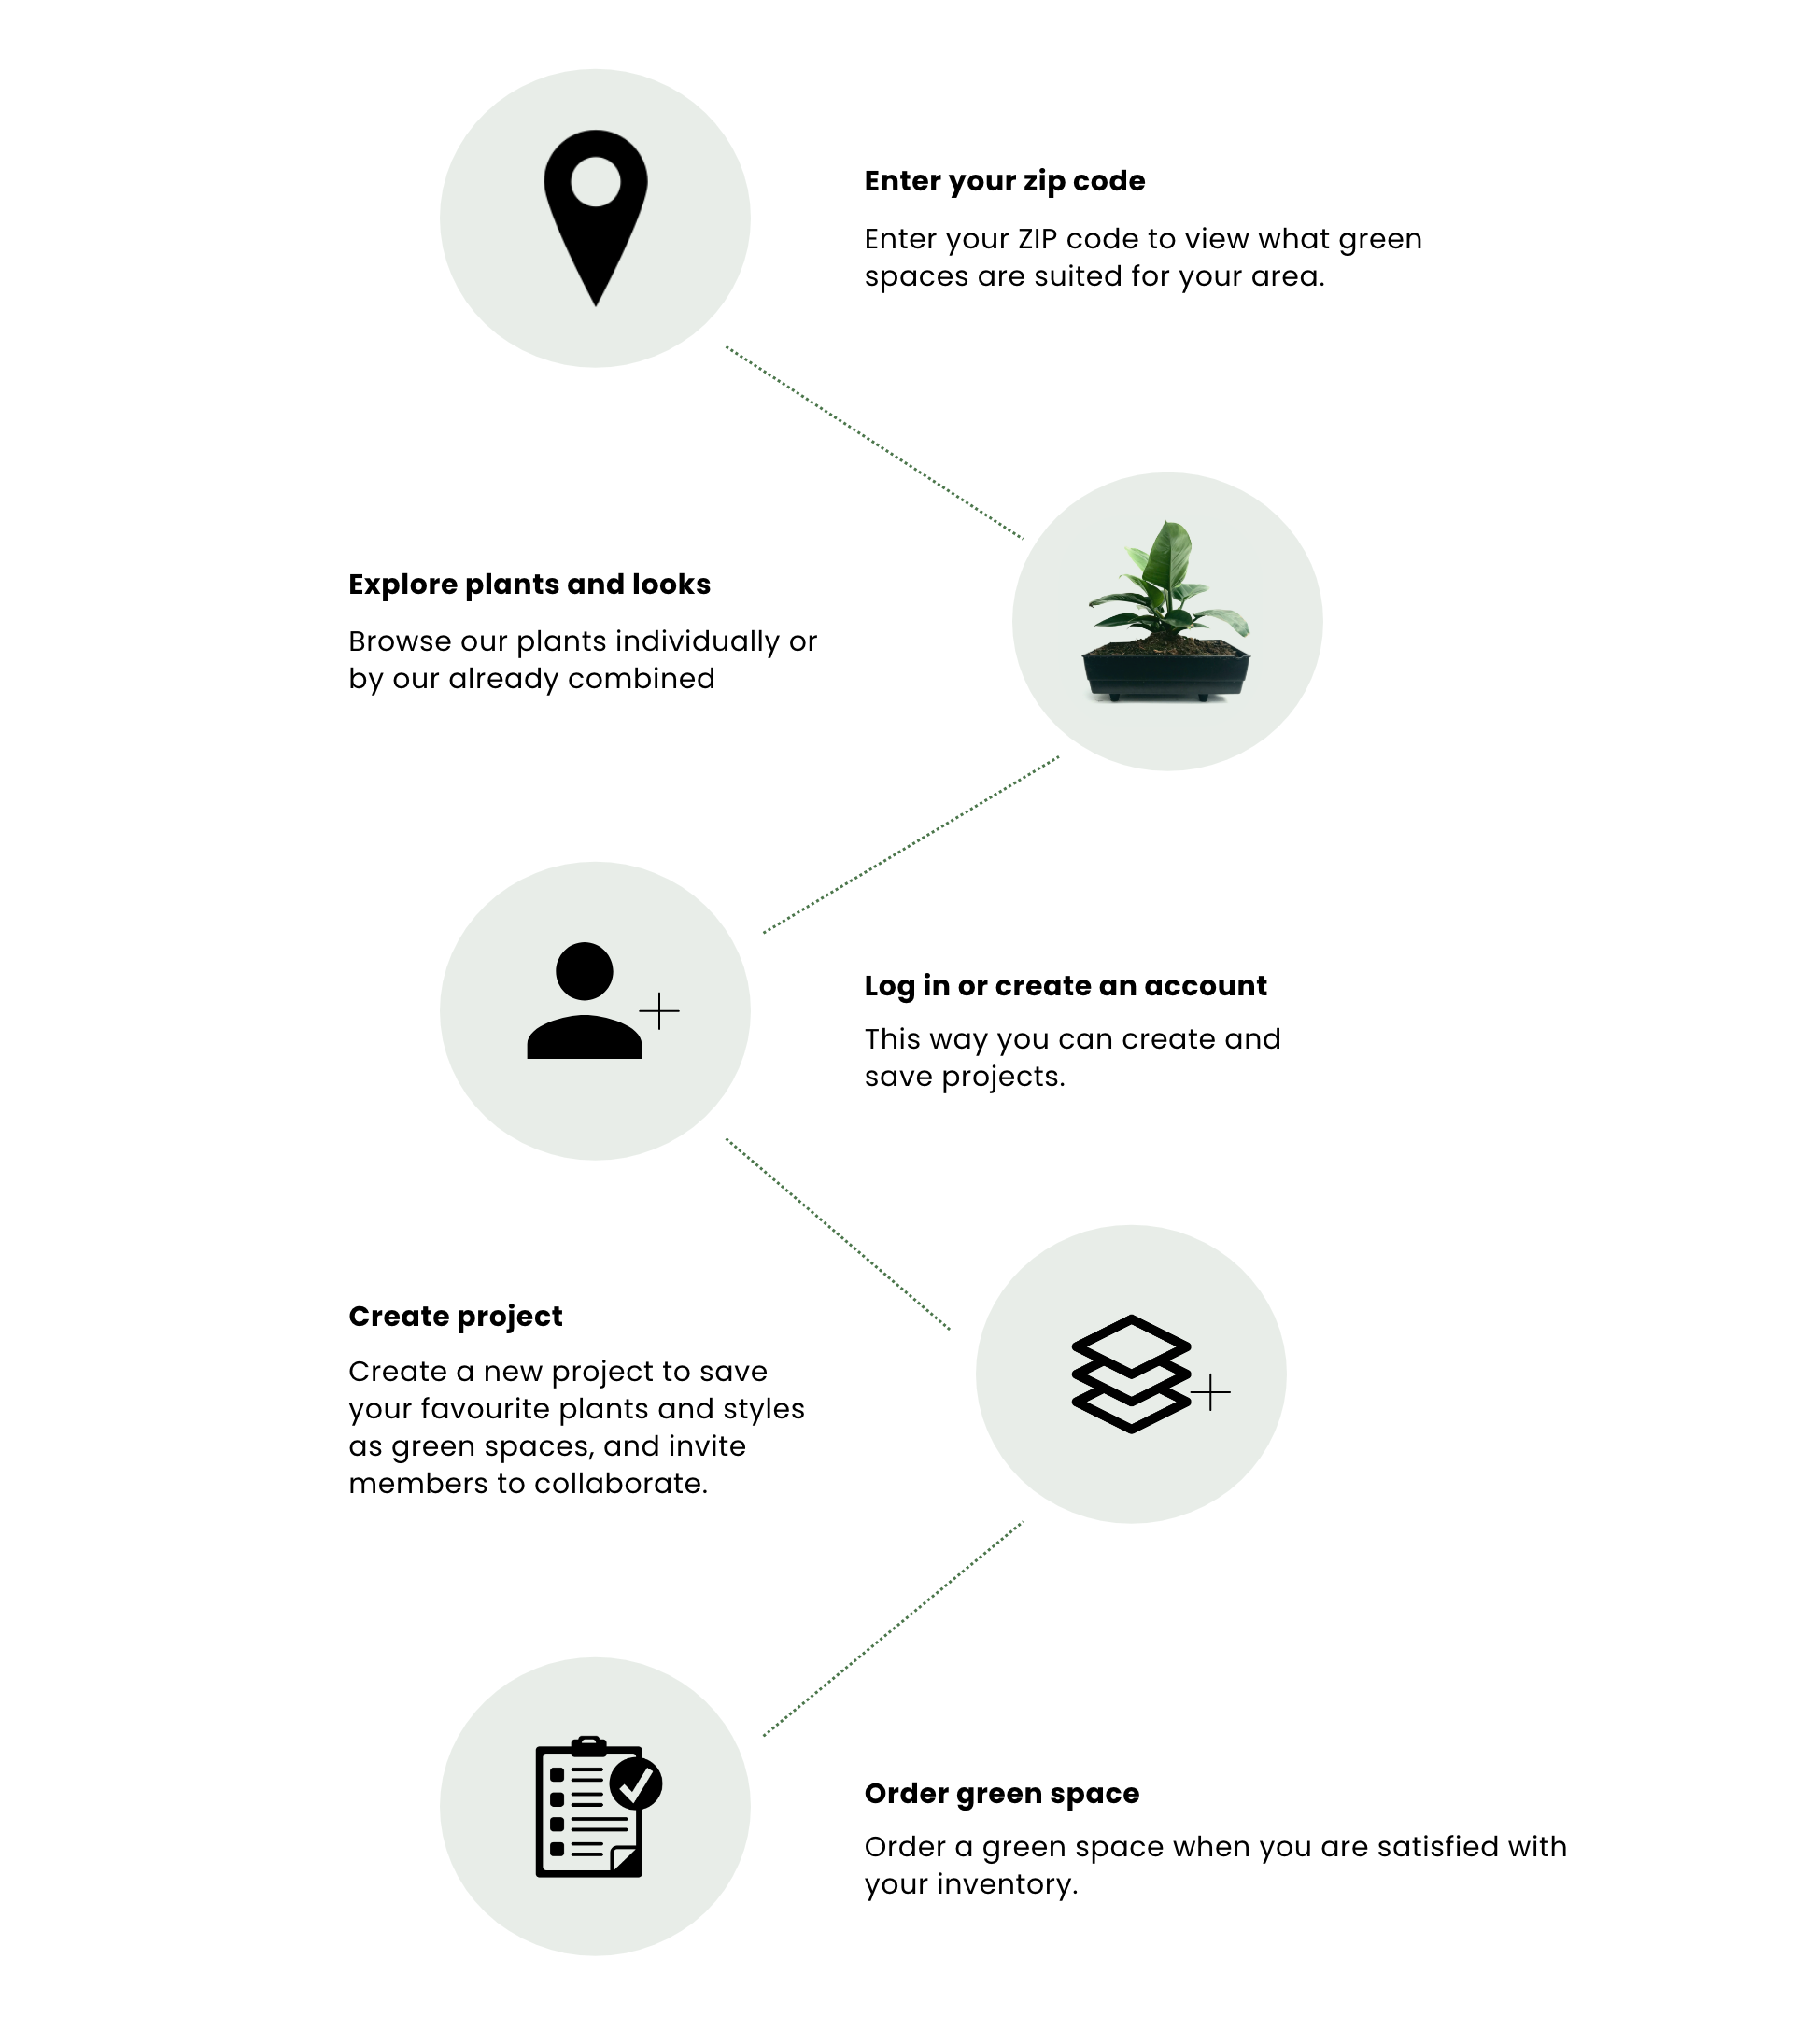 Enter your zip code
Enter your ZIP code to view what green
spaces are suited for your area.
Explore plants and looks
Browse our plants individually or
by our already combined
Log in or create an account
This way you can create and
save projects.
Create project
Create a new project to save
your favourite plants and styles
as green spaces, and invite
members to collaborate.
Order green space
Order a green space when you are satisfied with
your inventory.